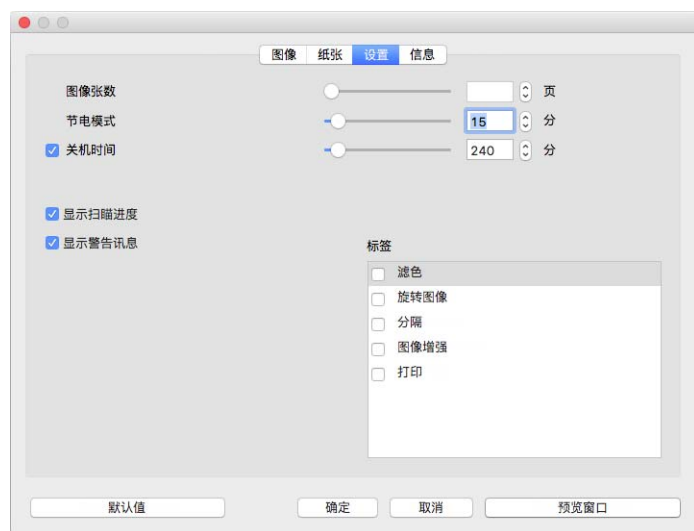 图像 纸张 设置 信息
图像张数 页
节电模式 15 分
关机时间 240 分
显示扫瞄进度
显示警告讯息
标签
滤色
旋转图像
分隔
图像增强
打印
默认值 确定 取消 预览窗口